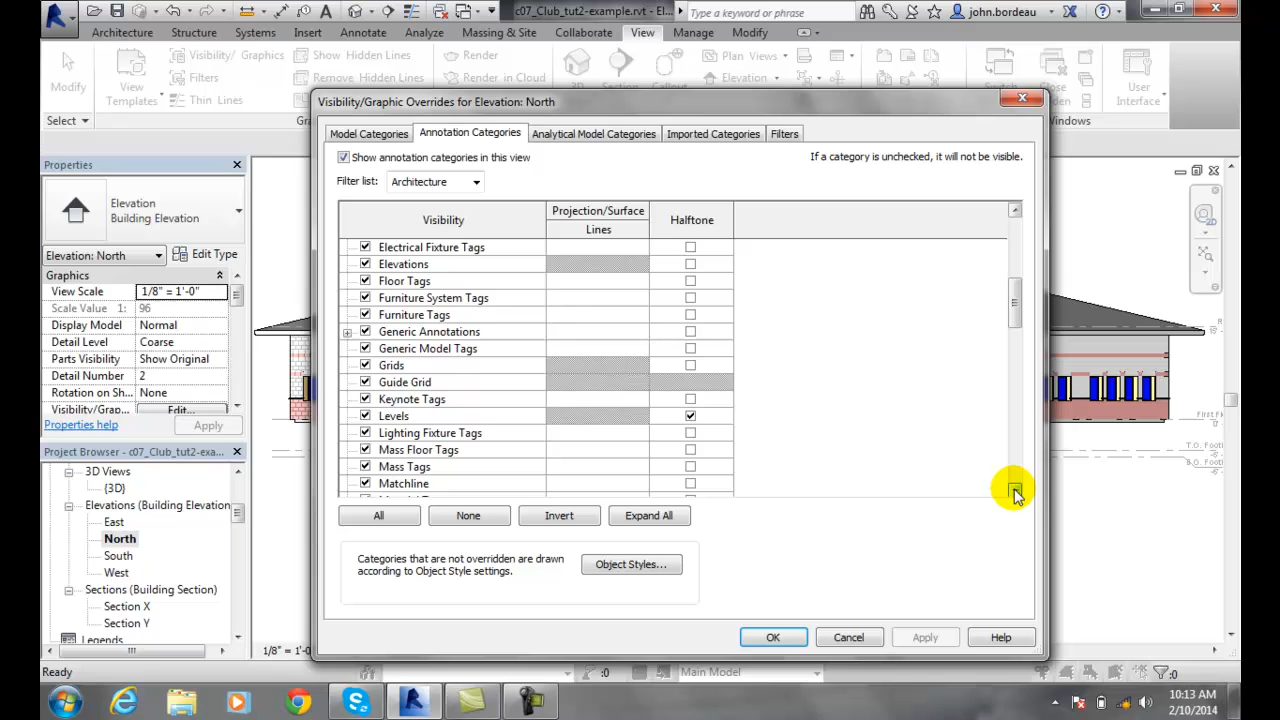 c07_Club_tut2-example.rvt - El...
Type a keyword or phrase
john.bordeau
Architecture
Structure
Systems
Insert
Annotate
Analyze
Massing & Site
Collaborate
View
Manage
Modify
Modify
View
Templates
Visibility/ Graphics
Filters
Thin Lines
Show Hidden Lines
Remove Hidden Lines
Render
Render in Cloud
3D
Section
Callout
Plan Views
Elevation
Switch
Close
User
Interface
Select
Windows
Visibility/Graphic Overrides for Elevation: North
Model Categories
Annotation Categories
Analytical Model Categories
Imported Categories
Filters
Show annotation categories in this view
If a category is unchecked, it will not be visible.
Filter list:
Architecture
Visibility
Projection/Surface
Lines
Halftone
Electrical Fixture Tags
Elevations
Floor Tags
Furniture System Tags
Furniture Tags
Generic Annotations
Generic Model Tags
Grids
Guide Grid
Keynote Tags
Levels
Lighting Fixture Tags
Mass Floor Tags
Mass Tags
Matchline
All
None
Invert
Expand All
Categories that are not overridden are drawn
according to Object Style settings.
Object Styles...
OK
Cancel
Apply
Help
Properties
Elevation
Building Elevation
Elevation: North
Edit Type
Graphics
View Scale
1/8" = 1'-0"
Scale Value 1:
96
Display Model
Normal
Detail Level
Coarse
Parts Visibility
Show Original
Detail Number
2
Rotation on Sh...
None
Visibility/Grap...
Edit...
Properties help
Apply
Project Browser - c07_Club_tut2-exa...
3D Views
{3D}
Elevations (Building Elevation
East
North
South
West
Sections (Building Section)
Section X
Section Y
Legends
First F
T.O. Footi
B.O. Foot
1/8" = 1'-0
Ready
:0
Main Model
:0
10:13 AM
2/10/2014